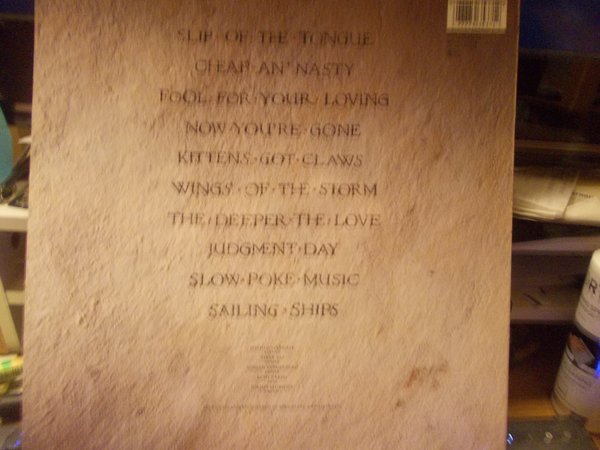 SLIP · OF · THE · TONGUE
CHEAP · AN' NASTY
FOOL · FOR · YOUR · LOVING
NOW · YOU'RE · GONE
KITTENS · GOT · CLAWS
WINGS · OF · THE · STORM
THE · DEEPER · THE · LOVE
JUDGMENT · DAY
SLOW · POKE · MUSIC
SAILING · SHIPS